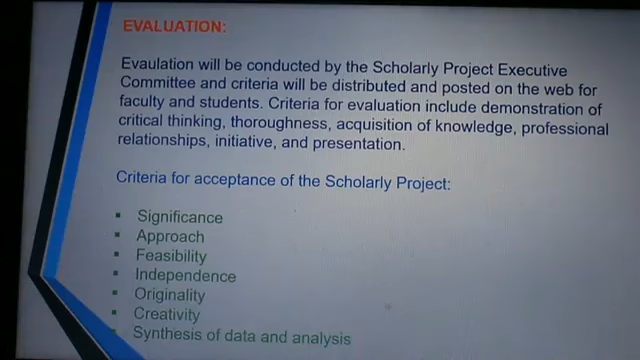 EVALUATION:
Evaulation will be conducted by the Scholarly Project Executive
Committee and criteria will be distributed and posted on the web for
faculty and students. Criteria for evaluation include demonstration of
critical thinking, thoroughness, acquisition of knowledge, professional
relationships, initiative, and presentation.
Criteria for acceptance of the Scholarly Project:
▪ Significance
▪ Approach
▪ Feasibility
▪ Independence
▪ Originality
▪ Creativity
▪ Synthesis of data and analysis